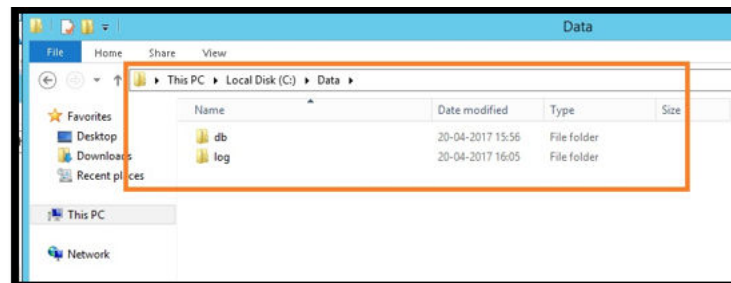 Data
File Home Share View
This PC Local Disk (C:) Data
Name Date modified Type Size
Favorites
Desktop
Downloads
Recent places
This PC
Network
db 20-04-2017 15:56 File folder
log 20-04-2017 16:05 File folder